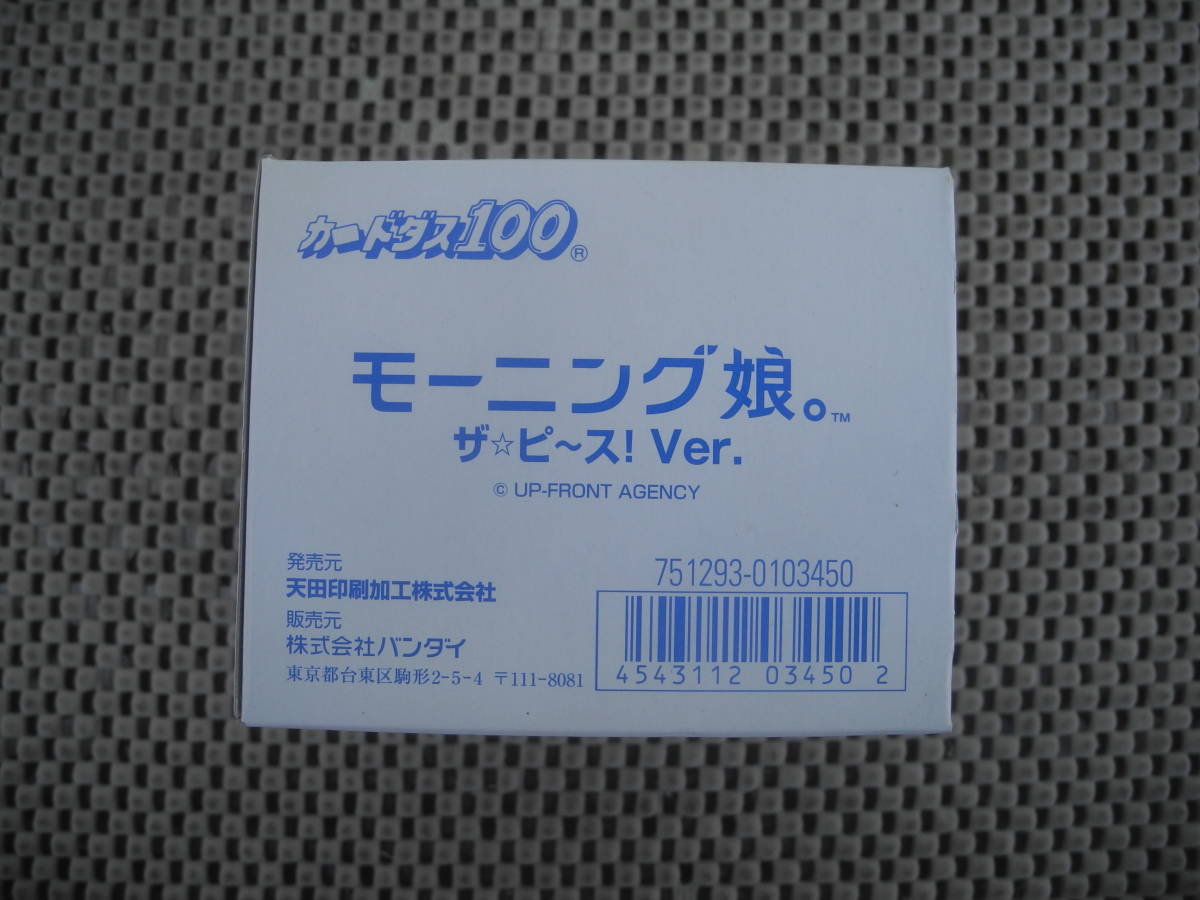 カードダス100®
モーニング娘。™
ザ☆ピ〜ス! Ver.
© UP-FRONT AGENCY
発売元
天田印刷加工株式会社
販売元
株式会社バンダイ
東京都台東区駒形2-5-4 〒111-8081
751293-0103450
4543112 03450 2